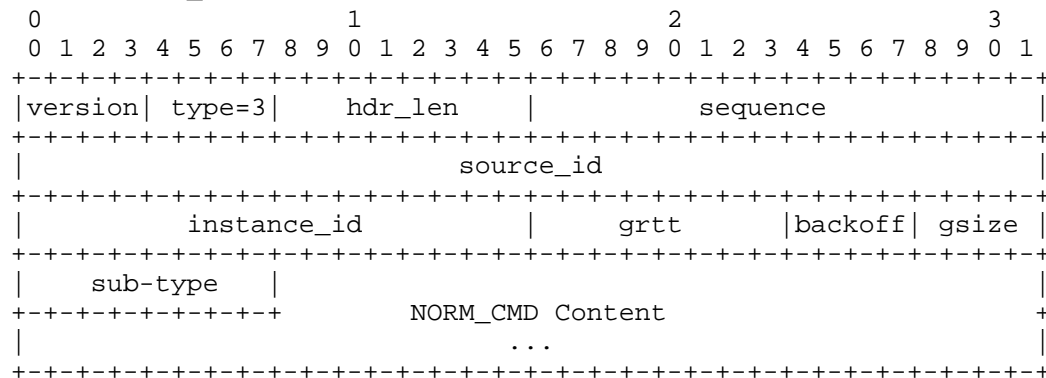 0                   1                   2                   3
 0 1 2 3 4 5 6 7 8 9 0 1 2 3 4 5 6 7 8 9 0 1 2 3 4 5 6 7 8 9 0 1
+-+-+-+-+-+-+-+-+-+-+-+-+-+-+-+-+-+-+-+-+-+-+-+-+-+-+-+-+-+-+-+-+
|version| type=3|    hdr_len    |          sequence             |
+-+-+-+-+-+-+-+-+-+-+-+-+-+-+-+-+-+-+-+-+-+-+-+-+-+-+-+-+-+-+-+-+
|                           source_id                           |
+-+-+-+-+-+-+-+-+-+-+-+-+-+-+-+-+-+-+-+-+-+-+-+-+-+-+-+-+-+-+-+-+
|          instance_id          |     grtt      |backoff| gsize |
+-+-+-+-+-+-+-+-+-+-+-+-+-+-+-+-+-+-+-+-+-+-+-+-+-+-+-+-+-+-+-+-+
|    sub-type   |                                               |
+-+-+-+-+-+-+-+-+        NORM_CMD Content                       +
|                              ...                              |
+-+-+-+-+-+-+-+-+-+-+-+-+-+-+-+-+-+-+-+-+-+-+-+-+-+-+-+-+-+-+-+-+